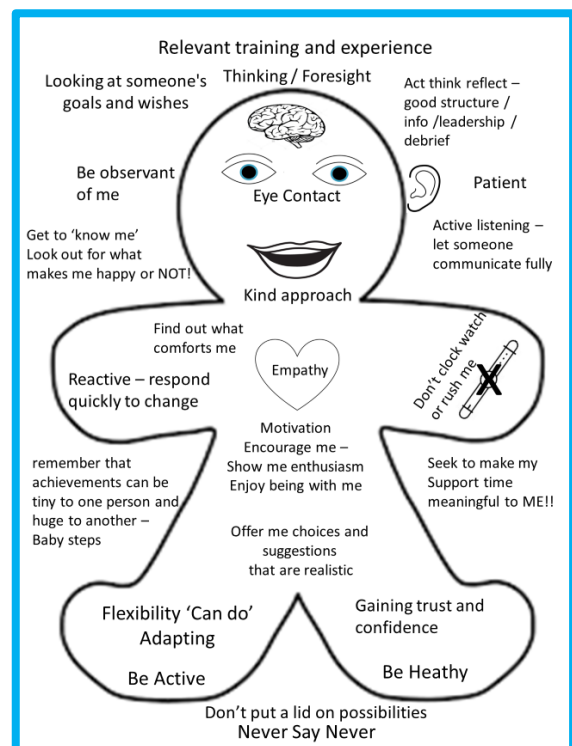 Relevant training and experience
Looking at someone's
goals and wishes
Thinking / Foresight
Act think reflect –
good structure /
info /leadership /
debrief
Be observant
of me
Eye Contact
Patient
Get to ‘know me’
Look out for what
makes me happy or NOT!
Active listening –
let someone
communicate fully
Kind approach
Find out what
comforts me
Reactive – respond
quickly to change
Empathy
Don’t clock watch
or rush me
X
Motivation
Encourage me –
Show me enthusiasm
Enjoy being with me
remember that
achievements can be
tiny to one person and
huge to another –
Baby steps
Seek to make my
Support time
meaningful to ME!!
Offer me choices and
suggestions
that are realistic
Flexibility ‘Can do’
Adapting
Be Active
Gaining trust and
confidence
Be Heathy
Don’t put a lid on possibilities
Never Say Never